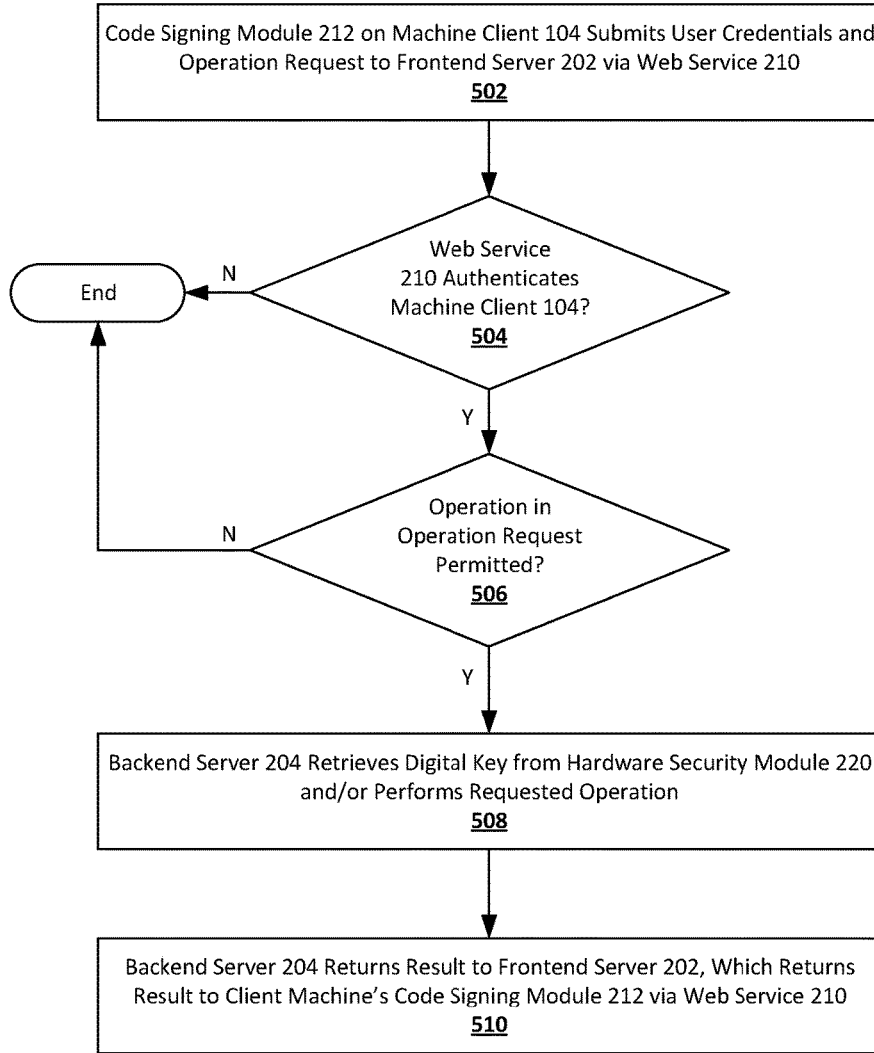 Code Signing Module 212 on Machine Client 104 Submits User Credentials and
Operation Request to Frontend Server 202 via Web Service 210
502
Web Service
210 Authenticates
Machine Client 104?
504
N
End
Y
Operation in
Operation Request
Permitted?
506
N
Y
Backend Server 204 Retrieves Digital Key from Hardware Security Module 220
and/or Performs Requested Operation
508
Backend Server 204 Returns Result to Frontend Server 202, Which Returns
Result to Client Machine's Code Signing Module 212 via Web Service 210
510